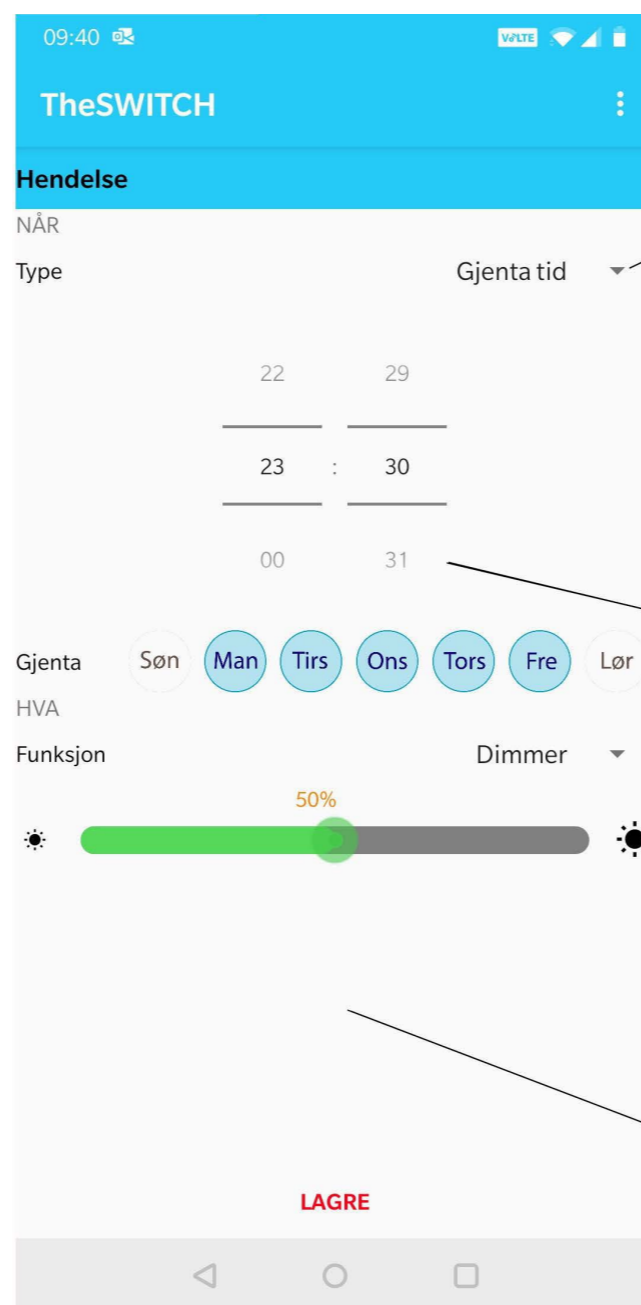 09:40 VoLTE
TheSWITCH
Hendelse
NÅR
Type Gjenta tid
22 29
23 : 30
00 31
Gjenta Søn Man Tirs Ons Tors Fre Lør
HVA
Funksjon Dimmer
50%
LAGRE